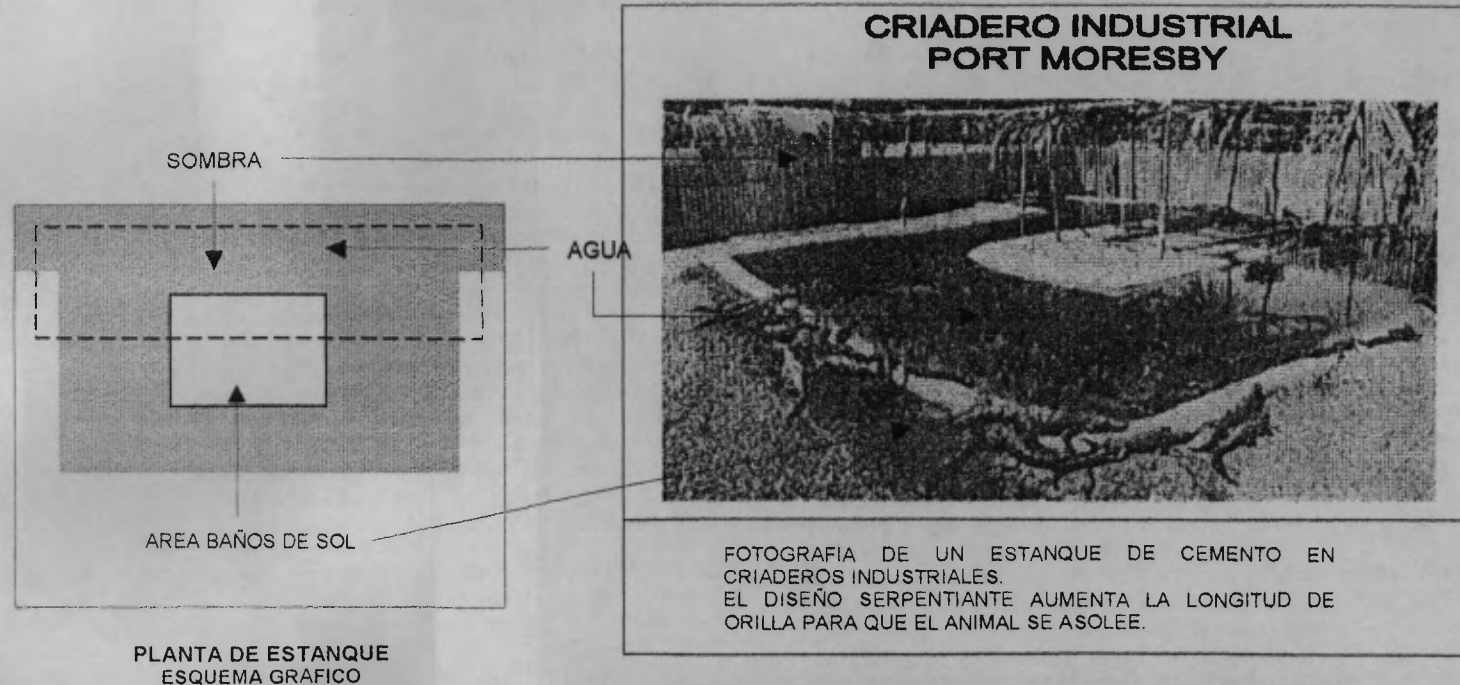 CRIADERO INDUSTRIAL
PORT MORESBY
SOMBRA
AGUA
AREA BAÑOS DE SOL
PLANTA DE ESTANQUE
ESQUEMA GRAFICO
FOTOGRAFIA DE UN ESTANQUE DE CEMENTO EN
CRIADEROS INDUSTRIALES.
EL DISEÑO SERPENTIANTE AUMENTA LA LONGITUD DE
ORILLA PARA QUE EL ANIMAL SE ASOLEE.